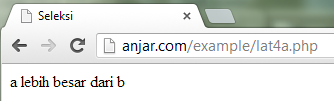 Seleksi
anjar.com/example/lat4a.php
a lebih besar dari b